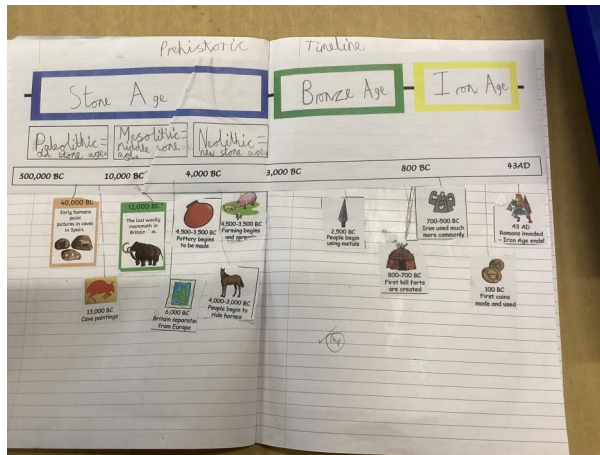 Prehistoric Timeline
Stone Age
Bronze Age
Iron Age
Paleolithic =
old stone age
Mesolithic =
middle stone
age
Neolithic =
new stone age
500,000 BC 10,000 BC 4,000 BC 3,000 BC 800 BC 43AD
40,000 BC
Early humans
paint
pictures in caves
in Spain.
12,000 BC
The last woolly
mammoth in
Britain
4,500-3,500 BC
Pottery begins
to be made
4,500-3,500 BC
Farming begins
and spreads
2,500 BC
People begin
using metals
700-500 BC
Iron used much
more commonly
43 AD
Romans invaded
- Iron Age ends!
13,000 BC
Cave paintings
6,000 BC
Britain separates
from Europe
4,000-3,000 BC
People begin to
ride horses
800-700 BC
First hill forts
are created
100 BC
First coins
made and used